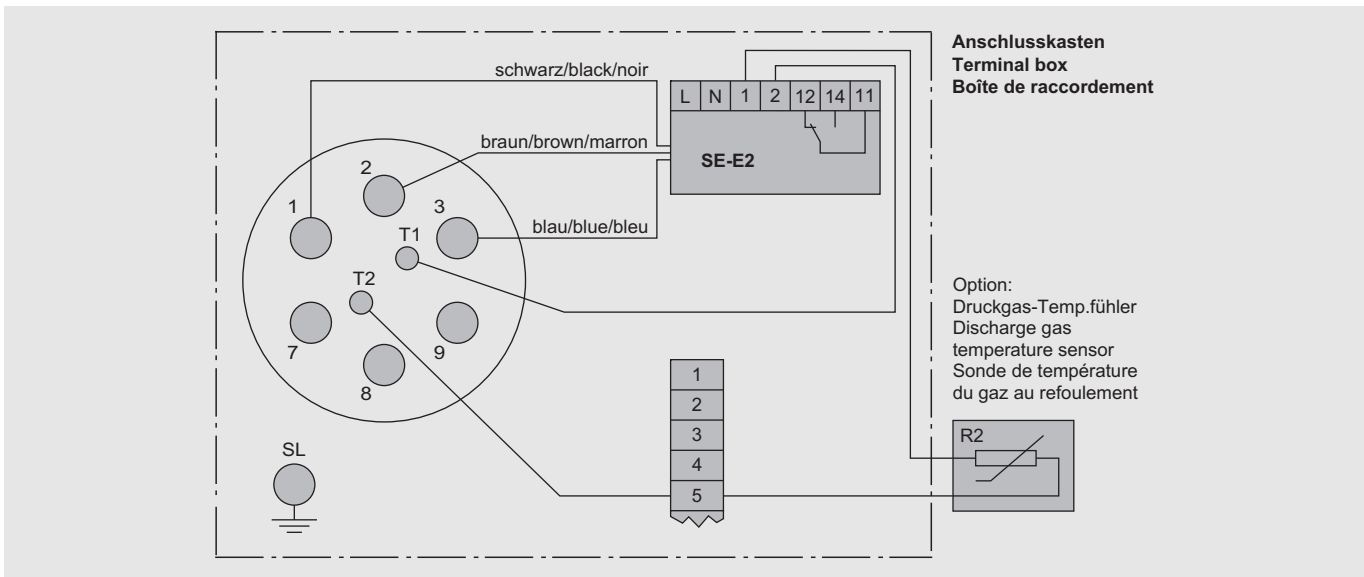 Anschlusskasten
Terminal box
Boîte de raccordement
schwarz/black/noir
L N 1 2 12 14 11
braun/brown/marron
SE-E2
2
1
3
blau/blue/bleu
T1
T2
7
9
8
Option:
Druckgas-Temp.fühler
Discharge gas
temperature sensor
Sonde de température
du gaz au refoulement
1
2
3
4
5
R2
SL